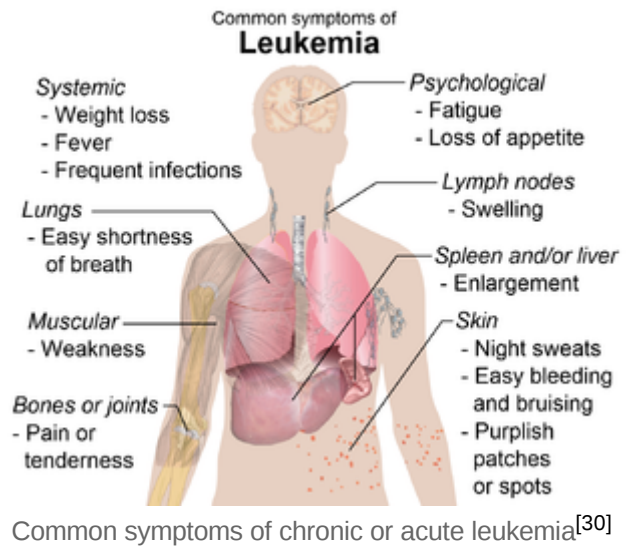 Common symptoms of
Leukemia
Systemic
- Weight loss
- Fever
- Frequent infections
Lungs
- Easy shortness
of breath
Muscular
- Weakness
Bones or joints
- Pain or
tenderness
Psychological
- Fatigue
- Loss of appetite
Lymph nodes
- Swelling
Spleen and/or liver
- Enlargement
Skin
- Night sweats
- Easy bleeding
and bruising
- Purplish
patches
or spots
Common symptoms of chronic or acute leukemia[30]